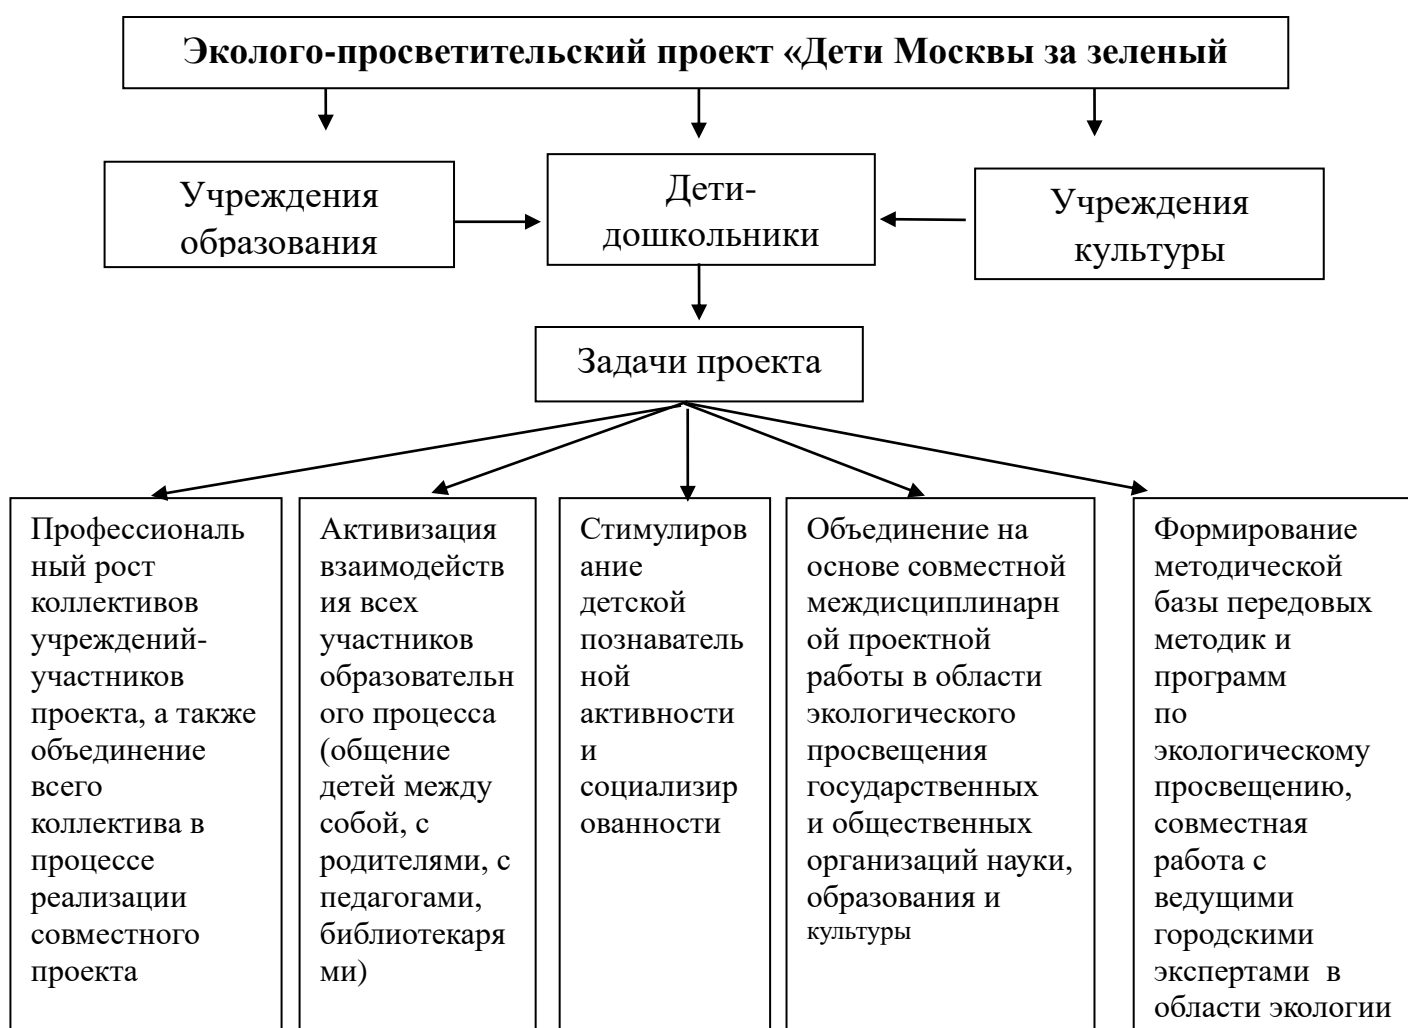 Эколого-просветительский проект «Дети Москвы за зеленый
Учреждения
образования
Дети-
дошкольники
Учреждения
культуры
Задачи проекта
Профессиональ
ный рост
коллективов
учреждений-
участников
проекта, а также
объединение
всего
коллектива в
процессе
реализации
совместного
проекта
Активизация
взаимодейств
ия всех
участников
образовательн
ого процесса
(общение
детей между
собой, с
родителями, с
педагогами,
библиотекаря
ми)
Стимулиров
ание
детской
познаватель
ной
активности
и
социализир
ованности
Объединение на
основе совместной
междисциплинарн
ой проектной
работы в области
экологического
просвещения
государственных
и общественных
организаций науки,
образования и
культуры
Формирование
методической
базы передовых
методик и
программ
по
экологическому
просвещению,
совместная
работа с
ведущими
городскими
экспертами в
области экологии